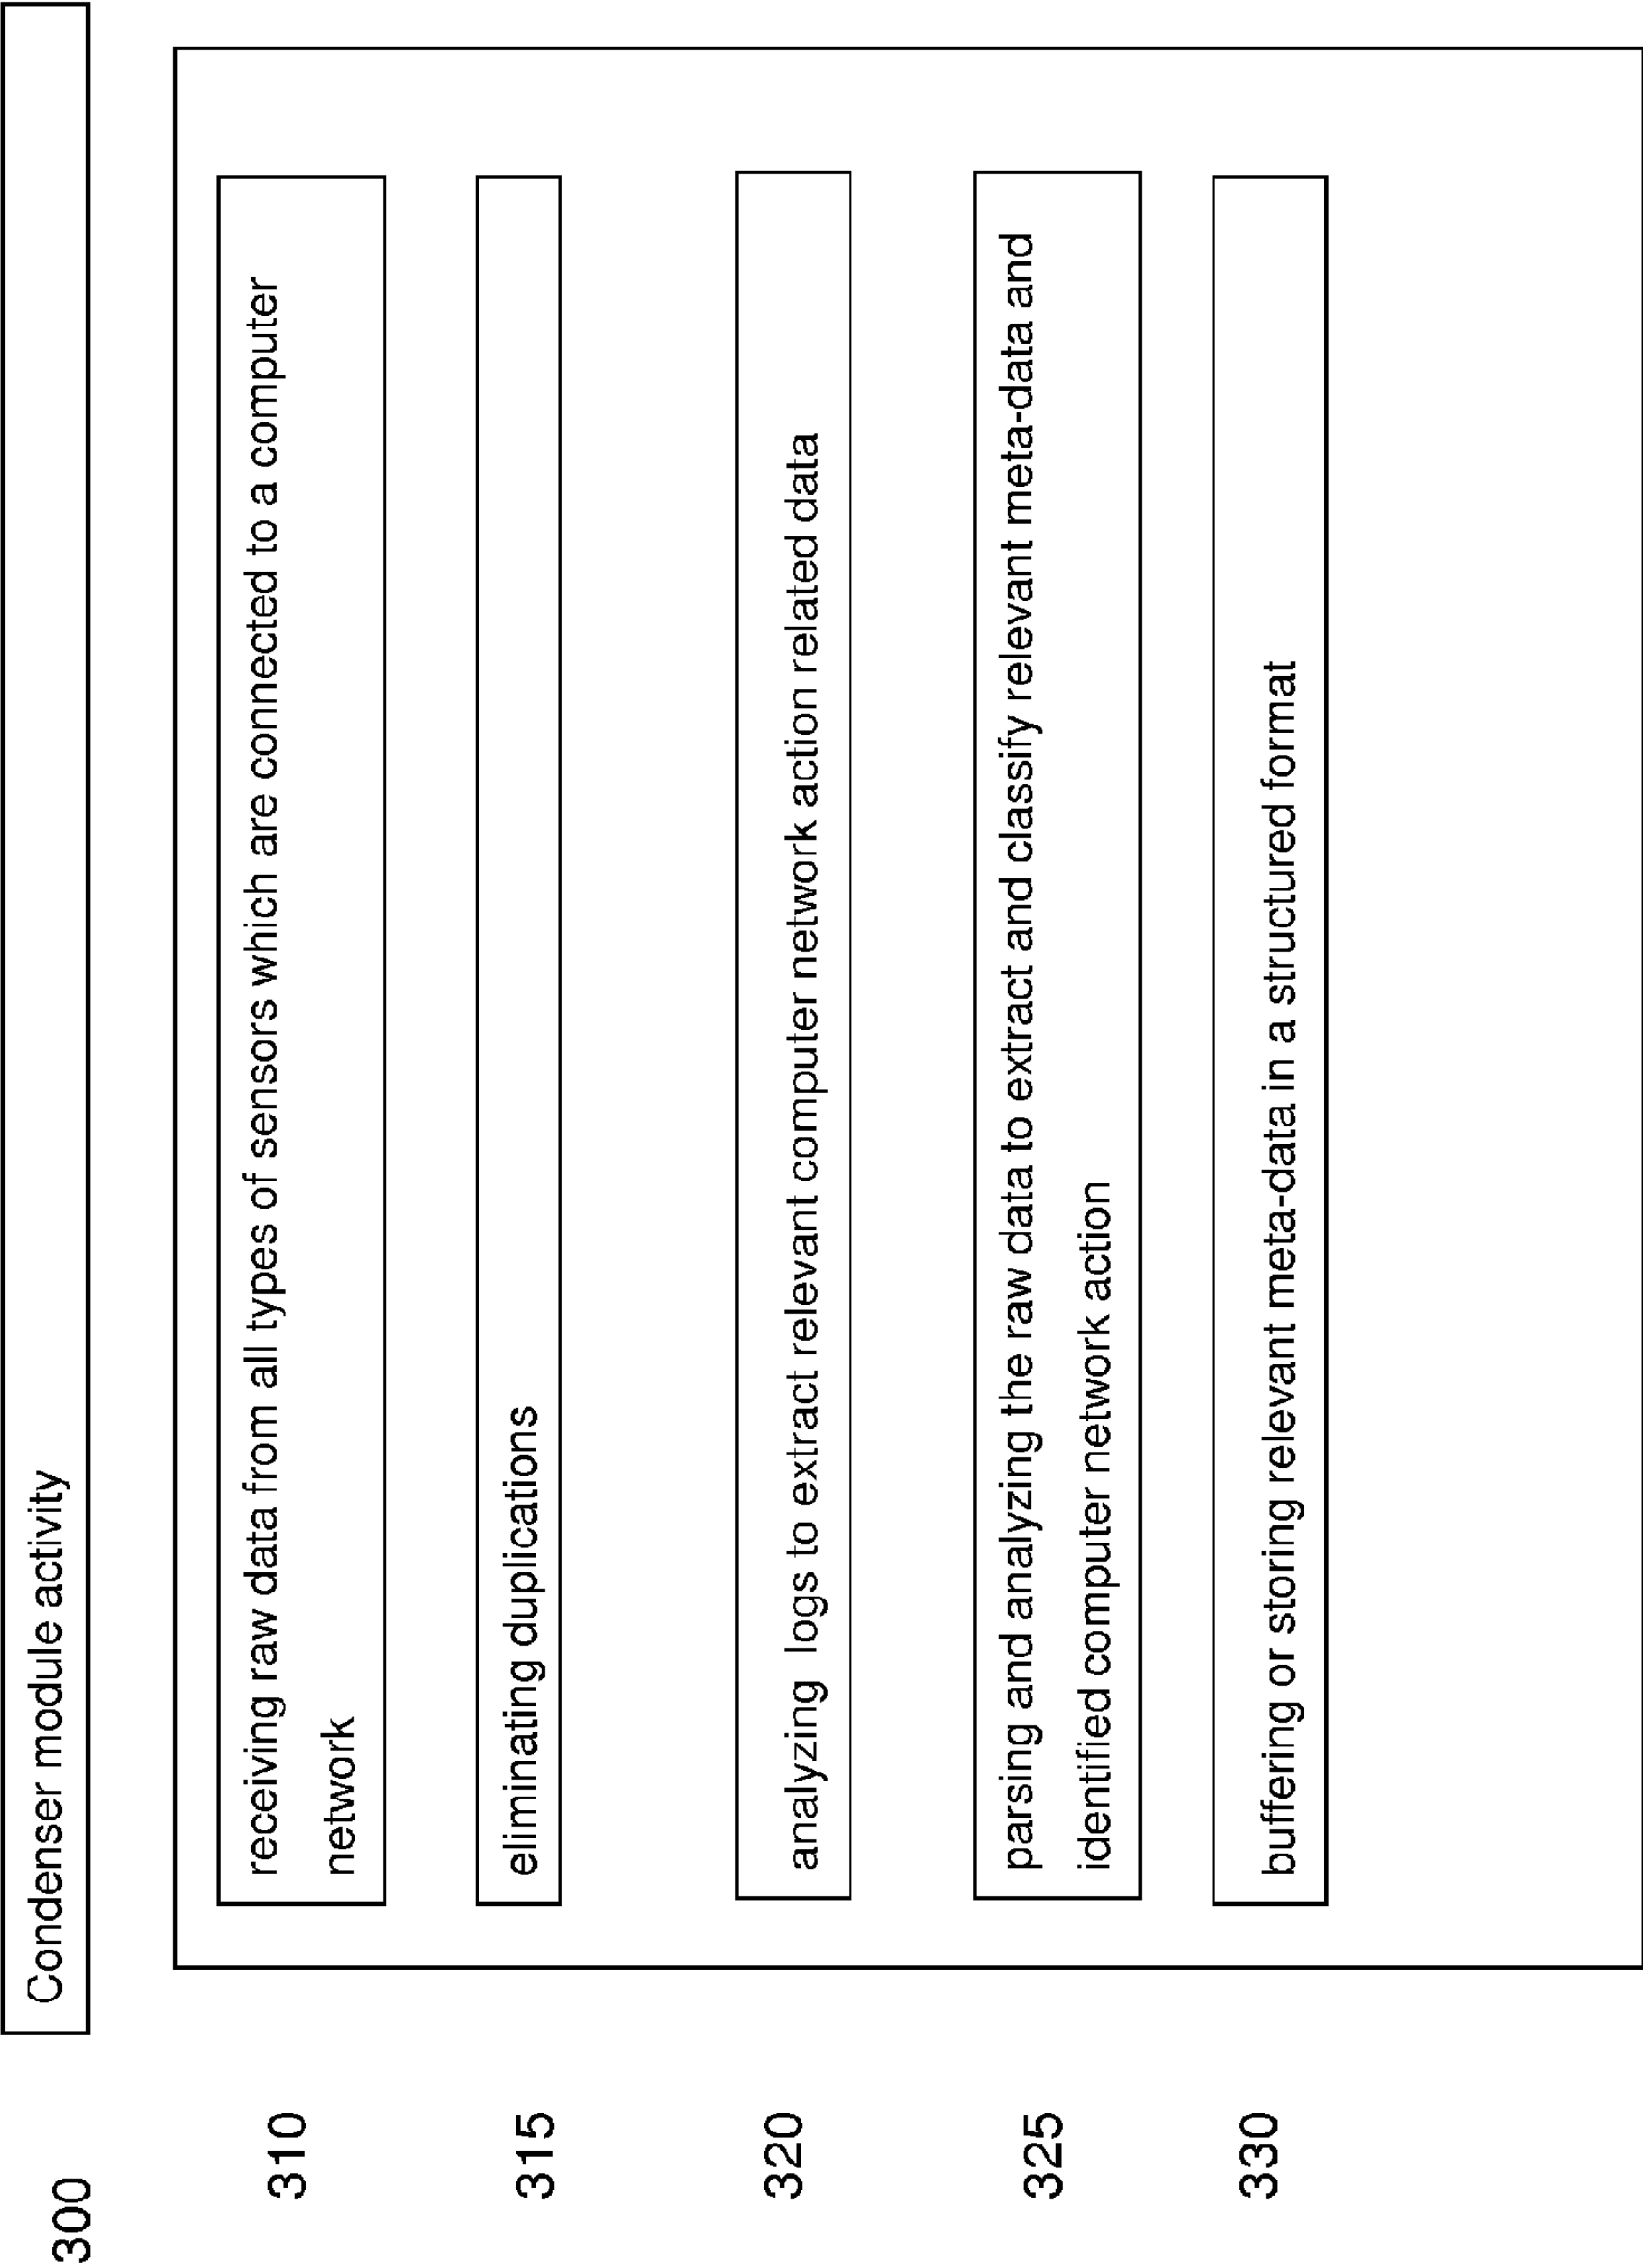 300
Condenser module activity
310
receiving raw data from all types of sensors which are connected to a computer
network
315
eliminating duplications
320
analyzing  logs to extract relevant computer network action related data
325
parsing and analyzing the raw data to extract and classify relevant meta-data and
identified computer network action
330
buffering or storing relevant meta-data in a structured format